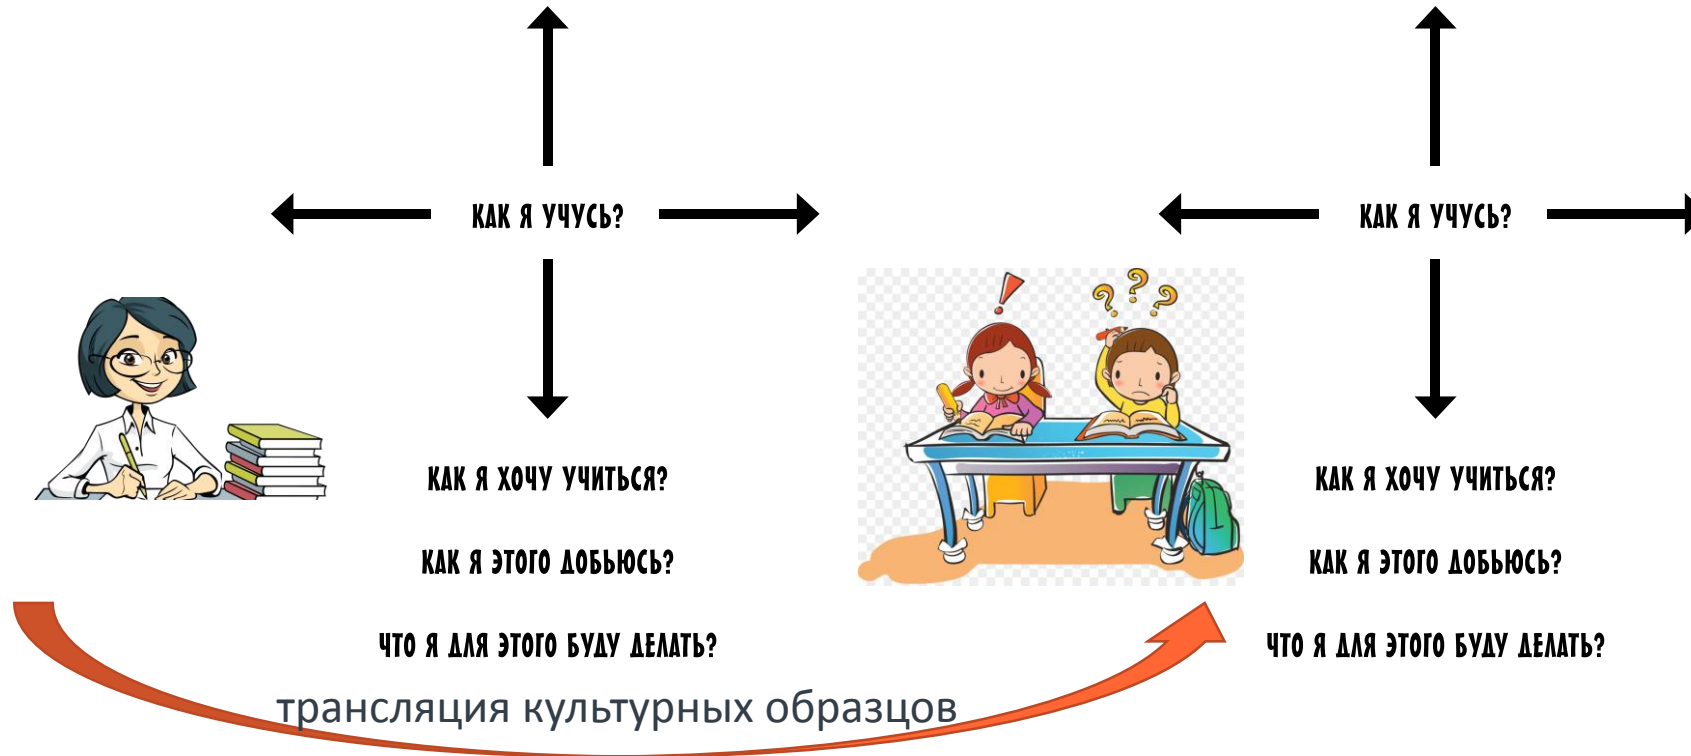 КАК Я УЧУСЬ?
КАК Я ХОЧУ УЧИТЬСЯ?
КАК Я ЭТОГО ДОБЬЮСЬ?
ЧТО Я ДЛЯ ЭТОГО БУДУ ДЕЛАТЬ?
КАК Я УЧУСЬ?
КАК Я ХОЧУ УЧИТЬСЯ?
КАК Я ЭТОГО ДОБЬЮСЬ?
ЧТО Я ДЛЯ ЭТОГО БУДУ ДЕЛАТЬ?
трансляция культурных образцов